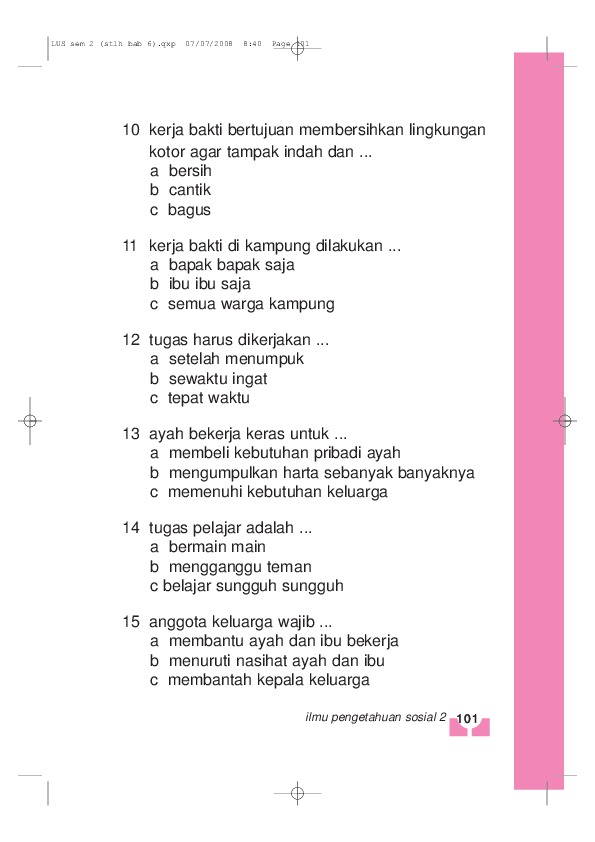 LUS sem 2 (stlh bab 6).qxp 07/07/2008 8:40 Page 101
10 kerja bakti bertujuan membersihkan lingkungan
kotor agar tampak indah dan ...
a bersih
b cantik
c bagus
11 kerja bakti di kampung dilakukan ...
a bapak bapak saja
b ibu ibu saja
c semua warga kampung
12 tugas harus dikerjakan ...
a setelah menumpuk
b sewaktu ingat
c tepat waktu
13 ayah bekerja keras untuk ...
a membeli kebutuhan pribadi ayah
b mengumpulkan harta sebanyak banyaknya
c memenuhi kebutuhan keluarga
14 tugas pelajar adalah ...
a bermain main
b mengganggu teman
c belajar sungguh sungguh
15 anggota keluarga wajib ...
a membantu ayah dan ibu bekerja
b menuruti nasihat ayah dan ibu
c membantah kepala keluarga
ilmu pengetahuan sosial 2 101